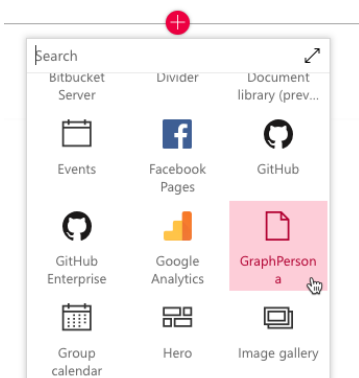 Search
Bitbucket Divider Document
Server library (prev...
Events Facebook GitHub
Pages
GitHub Google GraphPerson
Enterprise Analytics a
Group Hero Image gallery
calendar